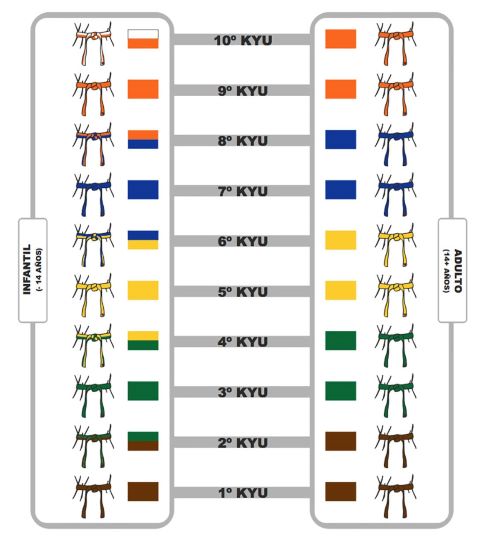 10º KYU
9º KYU
8º KYU
7º KYU
6º KYU
5º KYU
4º KYU
3º KYU
2º KYU
1º KYU
INFANTIL
(- 14 AÑOS)
ADULTO
(14+ AÑOS)